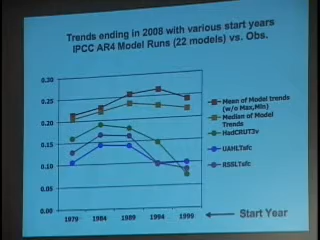 Trends ending in 2008 with various start years
IPCC AR4 Model Runs (22 models) vs. Obs.
0.30
0.25
0.20
0.15
0.10
0.05
0.00
1979 1984 1989 1994 1999
Mean of Model trends
(w/o Max,Min)
Median of Model
Trends
HadCRUT3v
UAHLTsfc
RSSLTsfc
Start Year